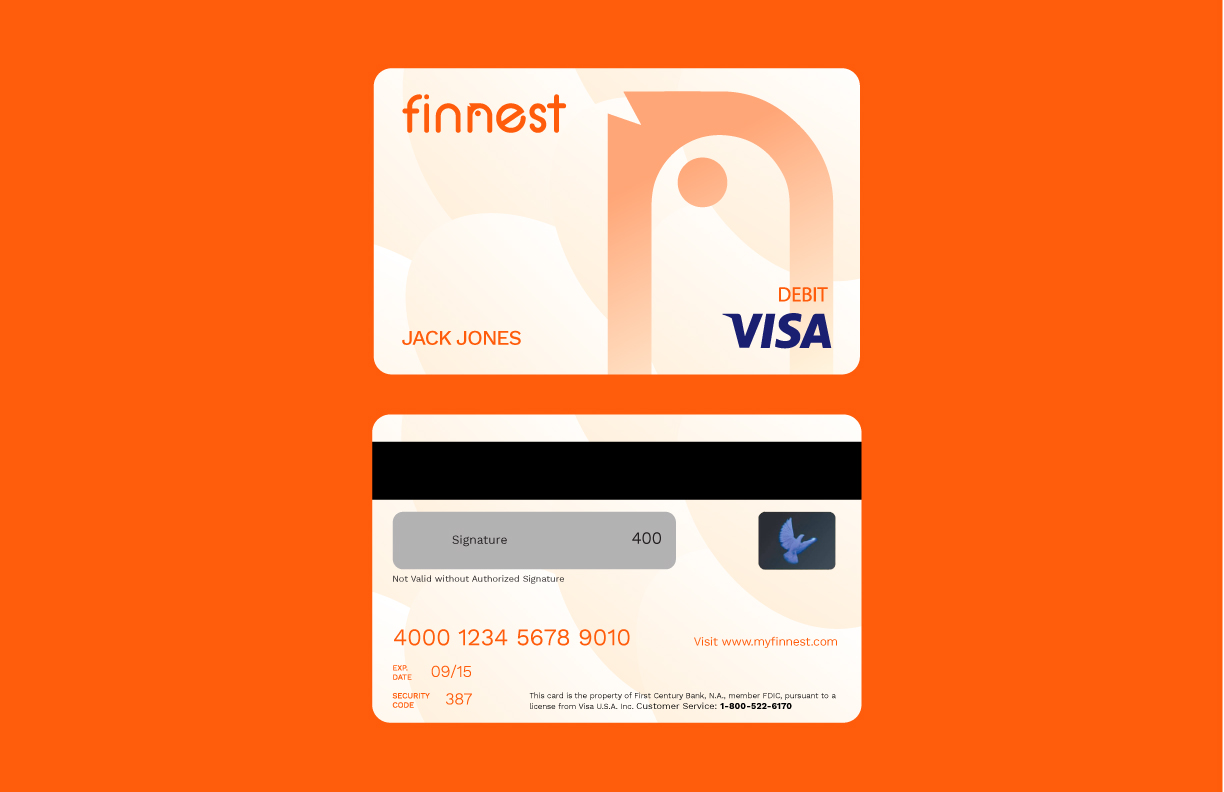 finnest
DEBIT
VISA
JACK JONES
Signature 400
Not Valid without Authorized Signature
4000 1234 5678 9010
Visit www.myfinnest.com
EXP.
DATE
09/15
SECURITY
CODE
387
This card is the property of First Century Bank, N.A., member FDIC, pursuant to a
license from Visa U.S.A. Inc. Customer Service: 1-800-522-6170